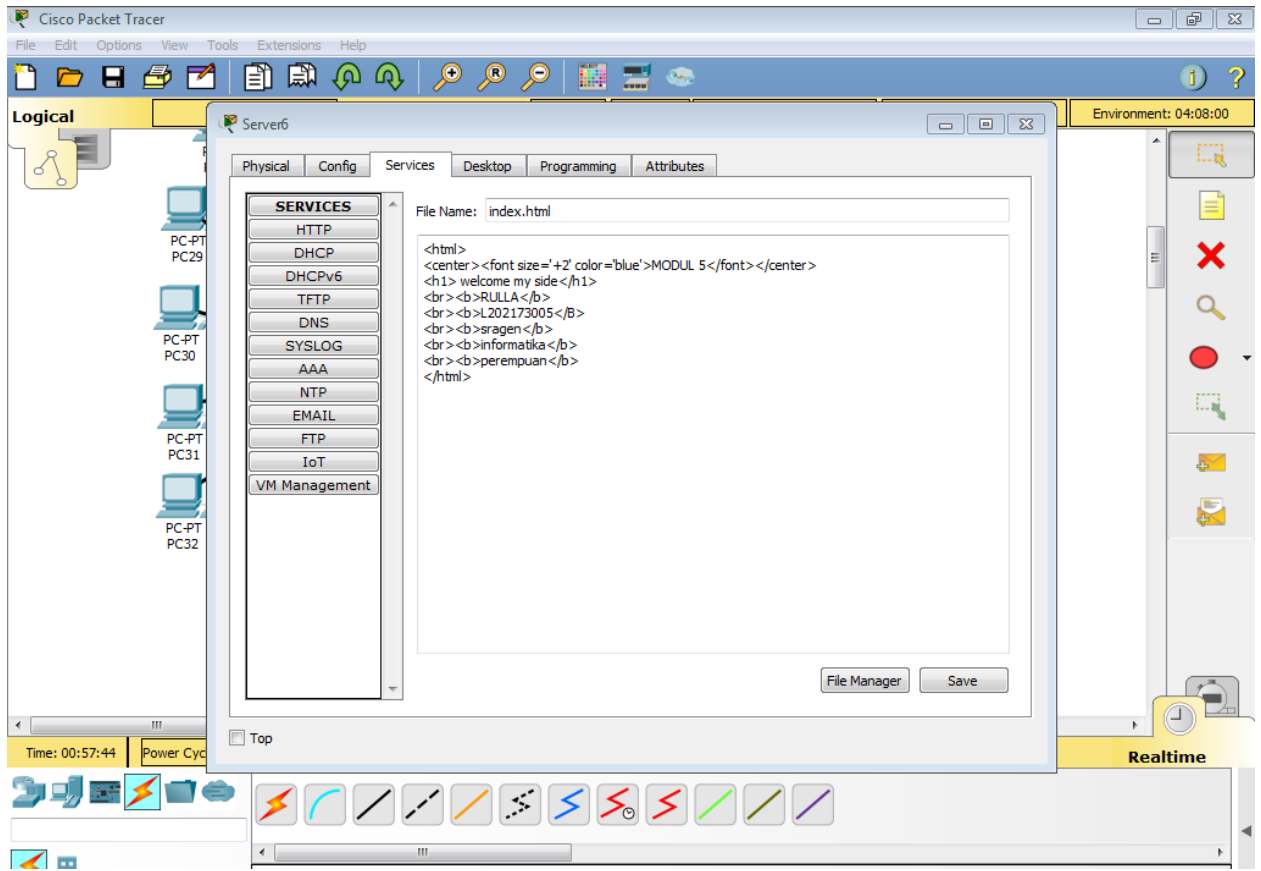 Cisco Packet Tracer
File Edit Options View Tools Extensions Help
Logical
Environment: 04:08:00
Server6
Physical Config Services Desktop Programming Attributes
SERVICES
HTTP
DHCP
DHCPv6
TFTP
DNS
SYSLOG
AAA
NTP
EMAIL
FTP
IoT
VM Management
File Name: index.html
<html>
<center><font size='+2' color='blue'>MODUL 5</font></center>
<h1> welcome my side</h1>
<br><b>RULLA</b>
<br><b>L202173005</B>
<br><b>sragen</b>
<br><b>informatika</b>
<br><b>perempuan</b>
</html>
File Manager Save
Top
PC-PT
PC29
PC-PT
PC30
PC-PT
PC31
PC-PT
PC32
Time: 00:57:44 Power Cyc
Realtime